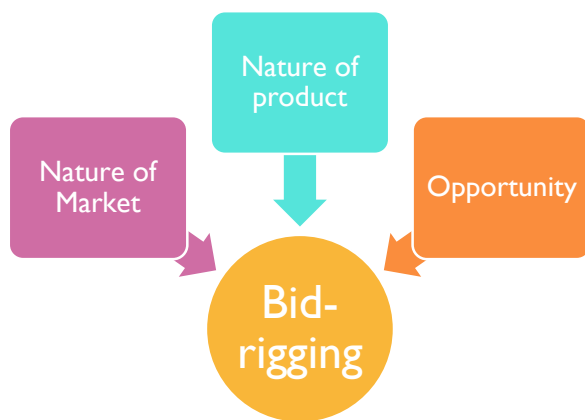 Nature of
product
Nature of
Market
Opportunity
Bid-
rigging